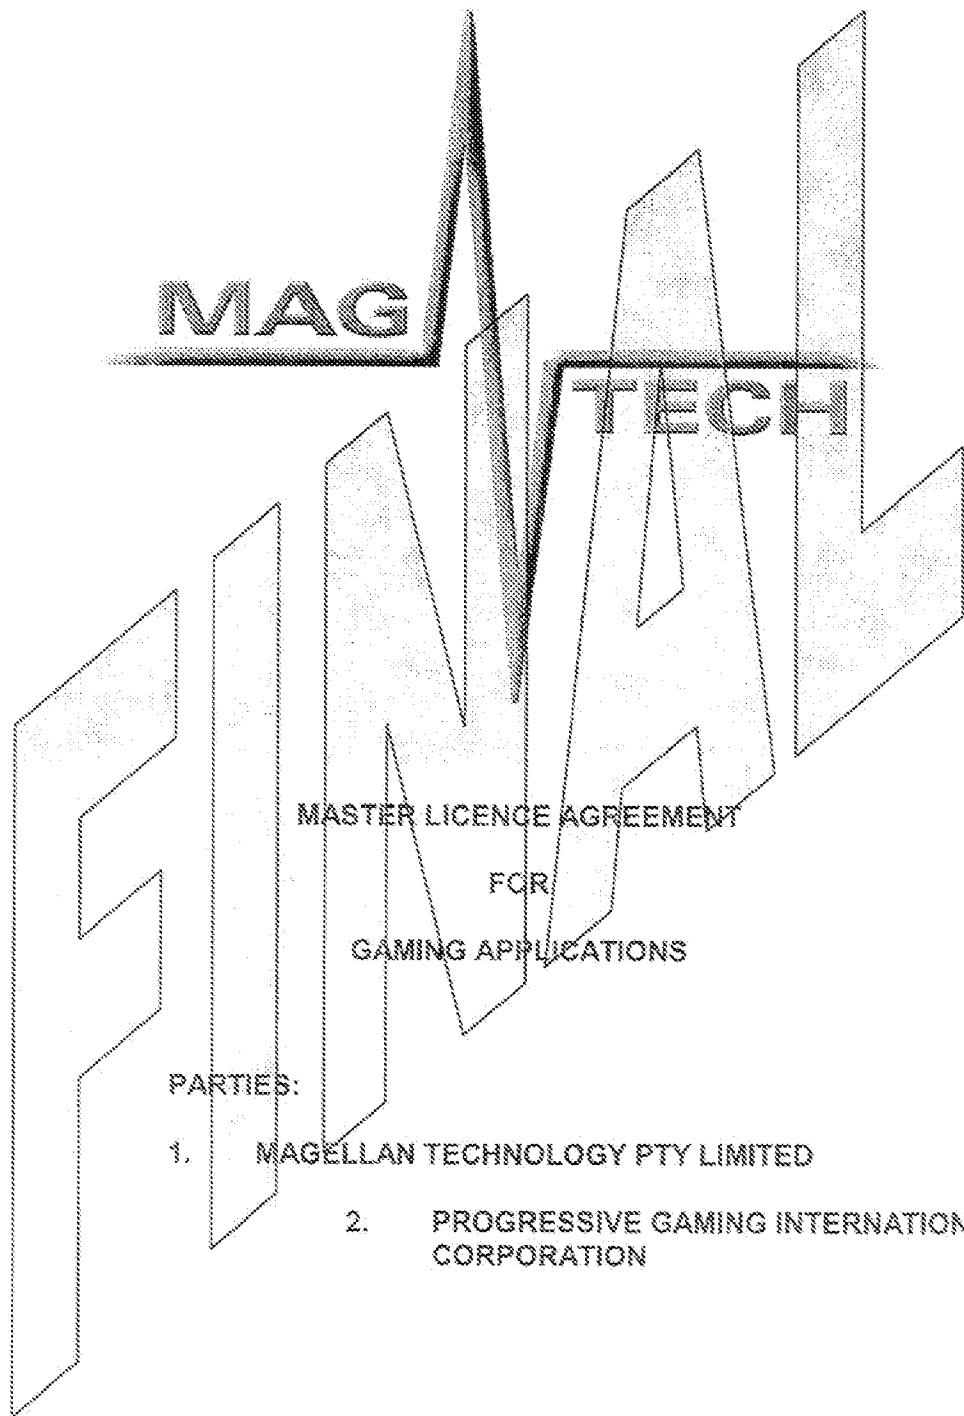 MAG
TECH
FINAL
MASTER LICENCE AGREEMENT
FOR
GAMING APPLICATIONS
PARTIES:
1. MAGELLAN TECHNOLOGY PTY LIMITED
2. PROGRESSIVE GAMING INTERNATION
CORPORATION